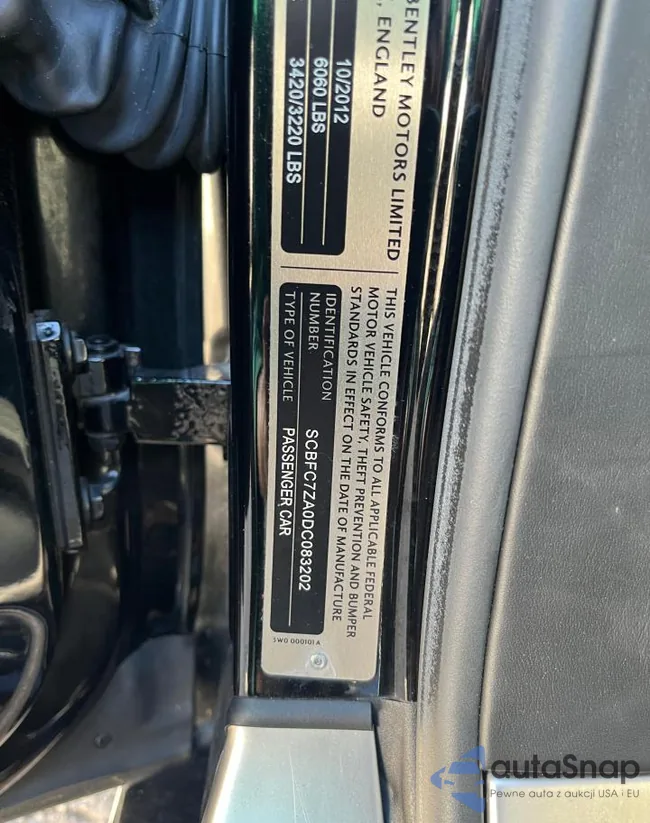 BENTLEY MOTORS LIMITED
, ENGLAND
10/2012
6060 LBS
3420/3220 LBS
THIS VEHICLE CONFORMS TO ALL APPLICABLE FEDERAL
MOTOR VEHICLE SAFETY, THEFT PREVENTION AND BUMPER
STANDARDS IN EFFECT ON THE DATE OF MANUFACTURE
IDENTIFICATION
NUMBER SCBFC7ZA0DC083202
TYPE OF VEHICLE PASSENGER CAR
3W0 000101 A
autaSnap
Pewne auta z aukcji USA i EU